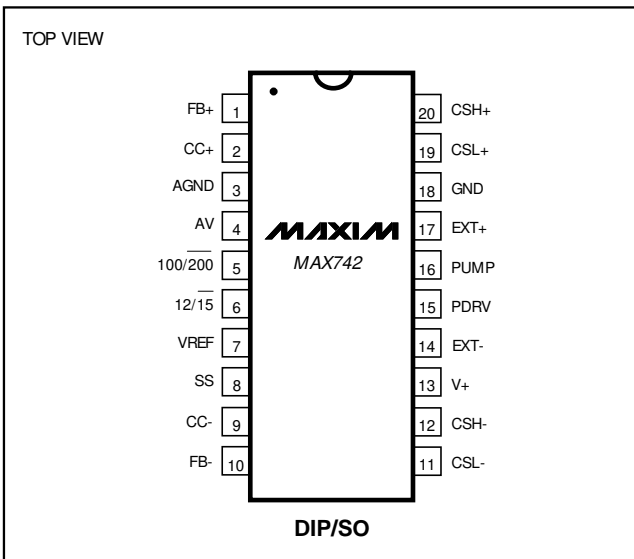 TOP VIEW
FB+ 1 20 CSH+
CC+ 2 19 CSL+
AGND 3 18 GND
AV 4 MAXIM 17 EXT+
100/200 5 MAX742 16 PUMP
12/15 6 15 PDRV
VREF 7 14 EXT-
SS 8 13 V+
CC- 9 12 CSH-
FB- 10 11 CSL-
DIP/SO